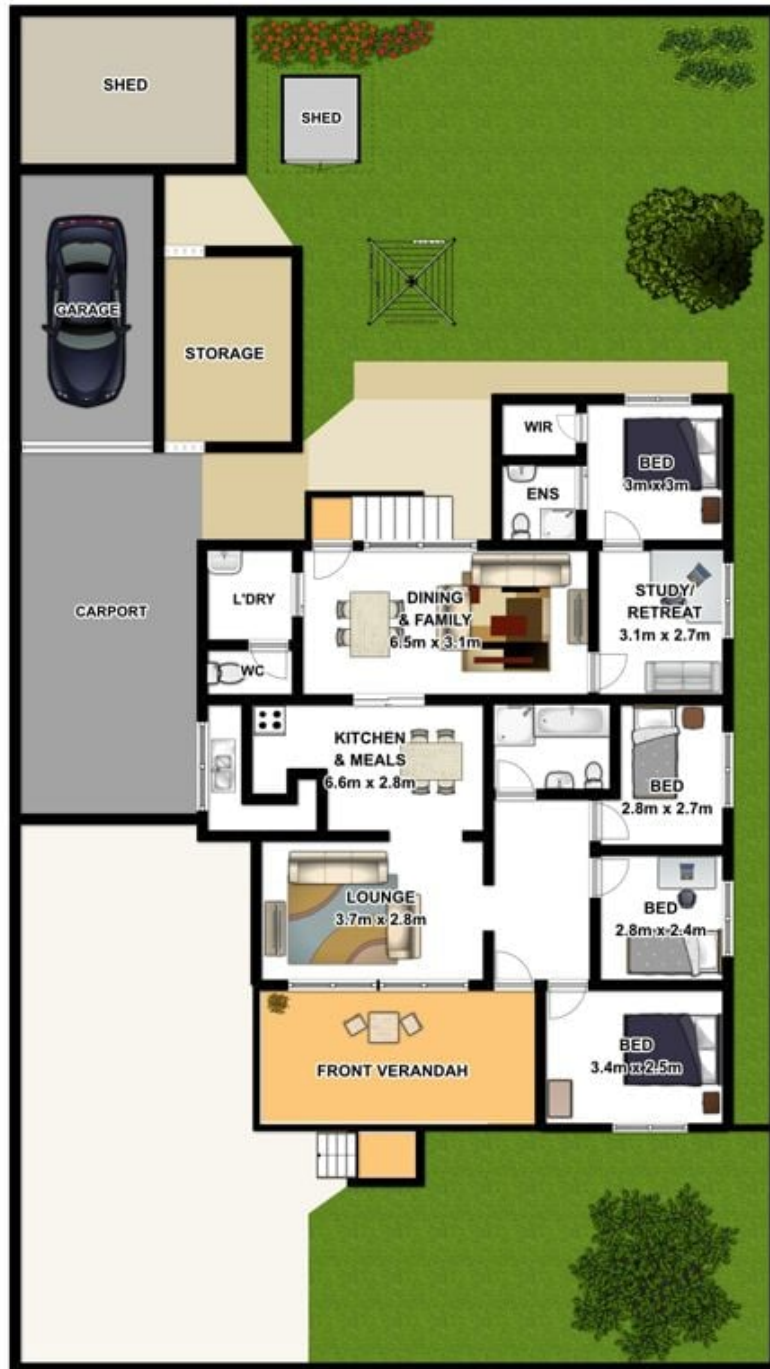 SHED
SHED
GARAGE
STORAGE
WIR
BED
3m x 3m
ENS
CARPORT
L'DRY
DINING
& FAMILY
6.5m x 3.1m
STUDY/
RETREAT
3.1m x 2.7m
WC
KITCHEN
& MEALS
6.6m x 2.8m
BED
2.8m x 2.7m
LOUNGE
3.7m x 2.8m
BED
2.8m x 2.4m
FRONT VERANDAH
BED
3.4m x 2.5m